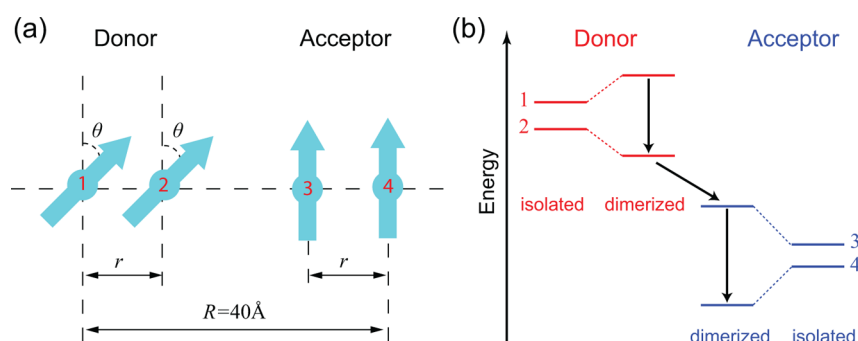 (a)
Donor
Acceptor
θ
θ
1
2
3
4
r
r
R=40Å
(b)
Energy
Donor
Acceptor
1
2
isolated
dimerized
3
4
dimerized
isolated